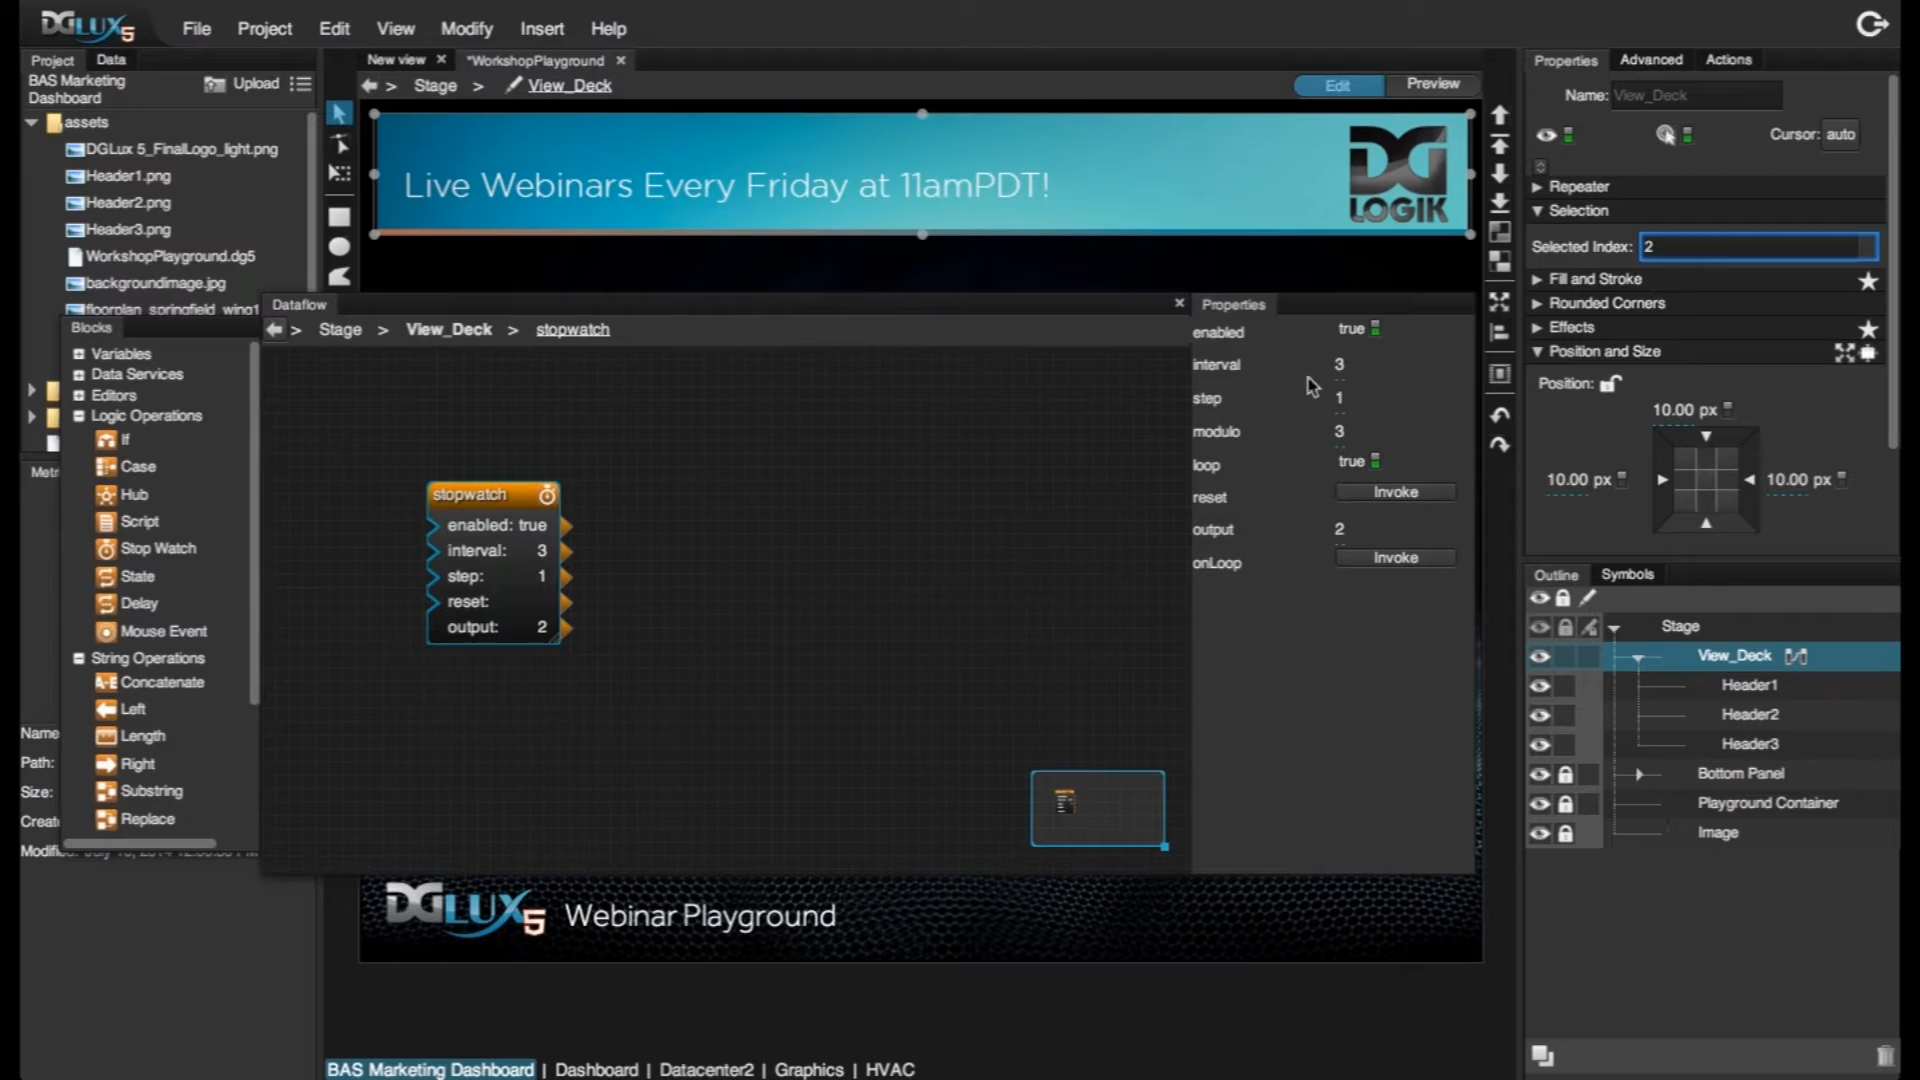 DGLUX5 File Project Edit View Modify Insert Help
Project Data
BAS Marketing Dashboard Upload
assets
DGLux 5_FinalLogo_light.png
Header1.png
Header2.png
Header3.png
WorkshopPlayground.dg5
backgroundimage.jpg
floorplan_springfield_wing1
Blocks
Variables
Data Services
Editors
Logic Operations
If
Case
Hub
Script
Stop Watch
State
Delay
Mouse Event
String Operations
Concatenate
Left
Length
Right
Substring
Replace
Metr
Name
Path:
Size:
Creat
Modifi
New view × *WorkshopPlayground ×
> Stage > View_Deck Edit Preview
Live Webinars Every Friday at 11amPDT!
DG LOGIK
Dataflow ×
> Stage > View_Deck > stopwatch
stopwatch
enabled: true
interval: 3
step: 1
reset:
output: 2
Properties
enabled true
interval 3
step 1
modulo 3
loop true
reset Invoke
output 2
onLoop Invoke
DGLUX5 Webinar Playground
BAS Marketing Dashboard | Dashboard | Datacenter2 | Graphics | HVAC
Properties Advanced Actions
Name: View_Deck
Cursor: auto
Repeater
Selection
Selected Index: 2
Fill and Stroke
Rounded Corners
Effects
Position and Size
Position:
10.00 px
10.00 px 10.00 px
Outline Symbols
Stage
View_Deck
Header1
Header2
Header3
Bottom Panel
Playground Container
Image